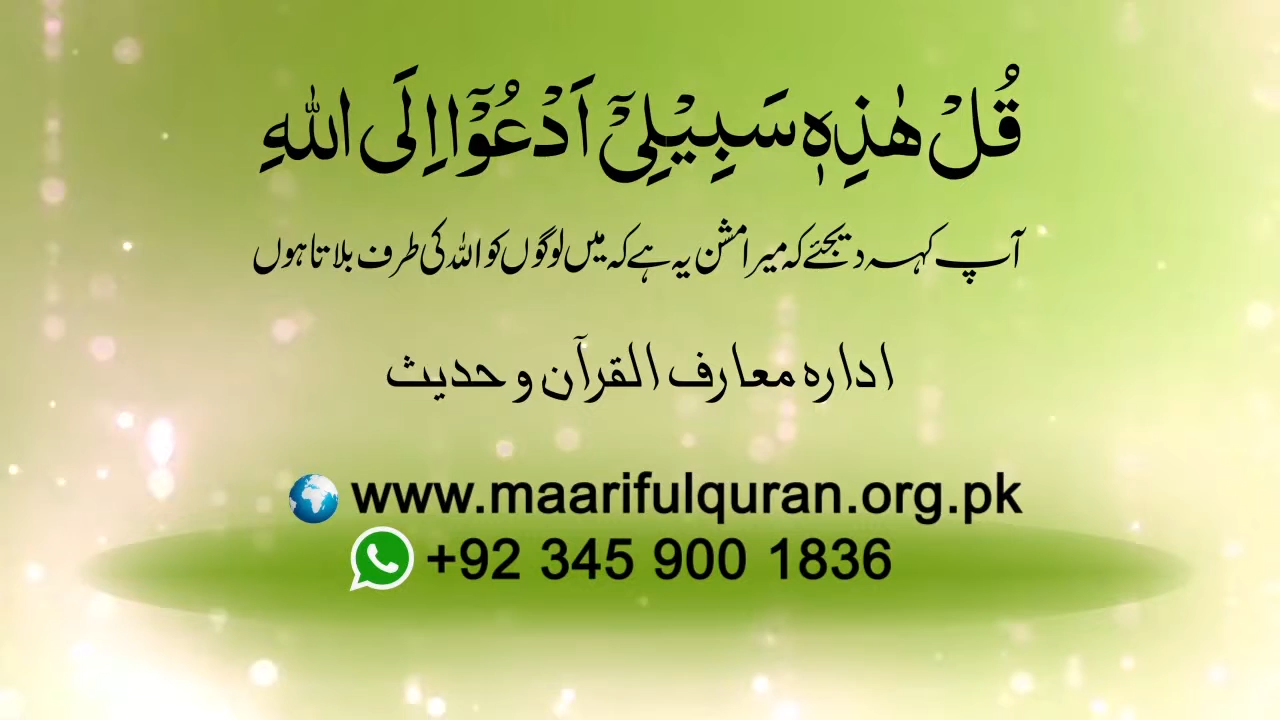 قُلْ هٰذِهٖ سَبِيْلِيْٓ اَدْعُوْٓا اِلَى اللّٰهِ
آپ کہہ دیجئے کہ میرا مشن یہ ہے کہ میں لوگوں کو اللہ کی طرف بلاتا ہوں
ادارہ معارف القرآن و حدیث
www.maarifulquran.org.pk
+92 345 900 1836